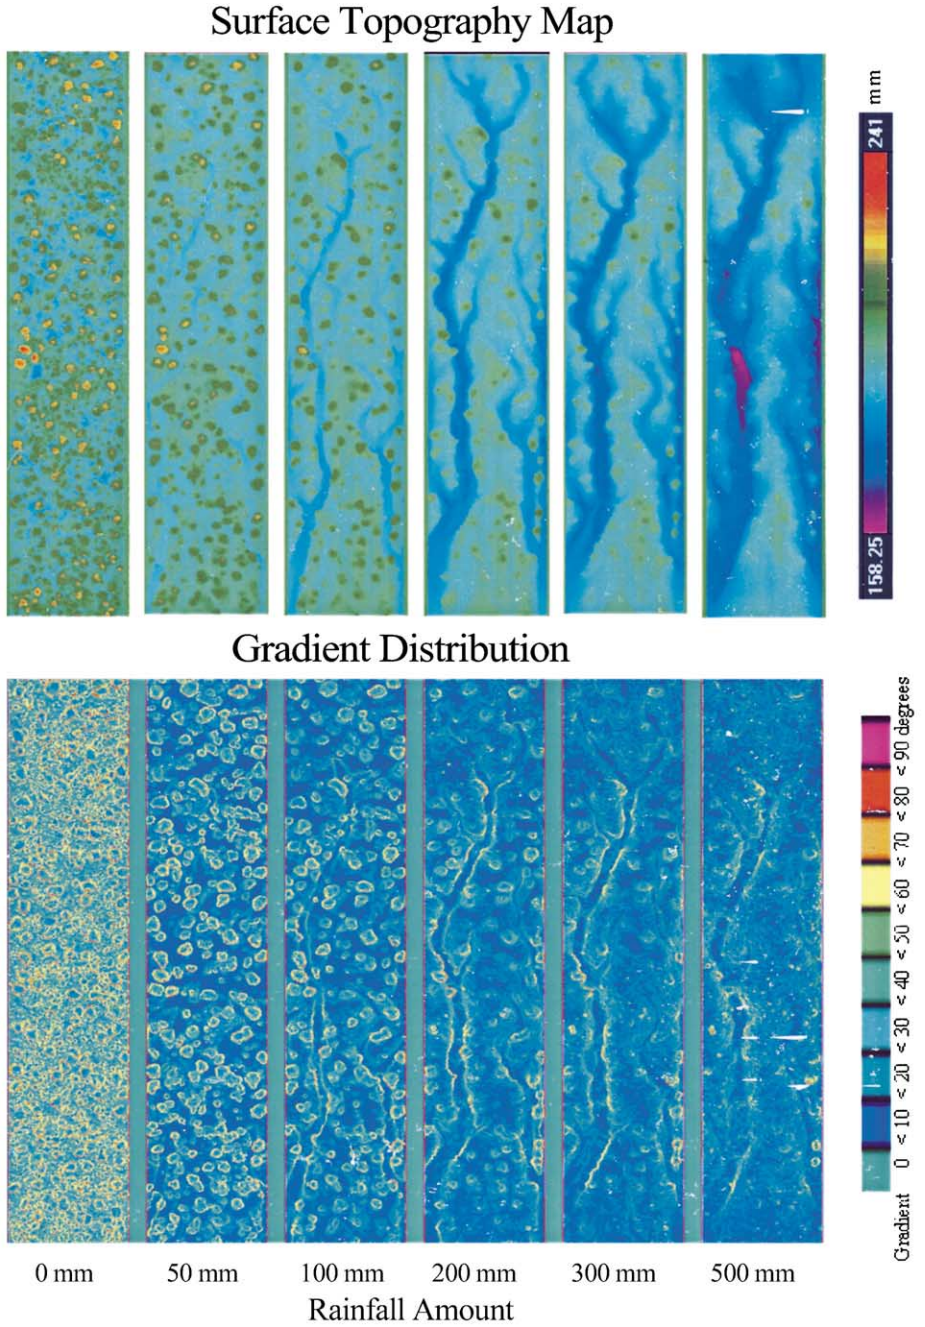 Surface Topography Map
241 mm
158.25
Gradient Distribution
Gradient 0 < 10 < 20 < 30 < 40 < 50 < 60 < 70 < 80 < 90 degrees
0 mm 50 mm 100 mm 200 mm 300 mm 500 mm
Rainfall Amount